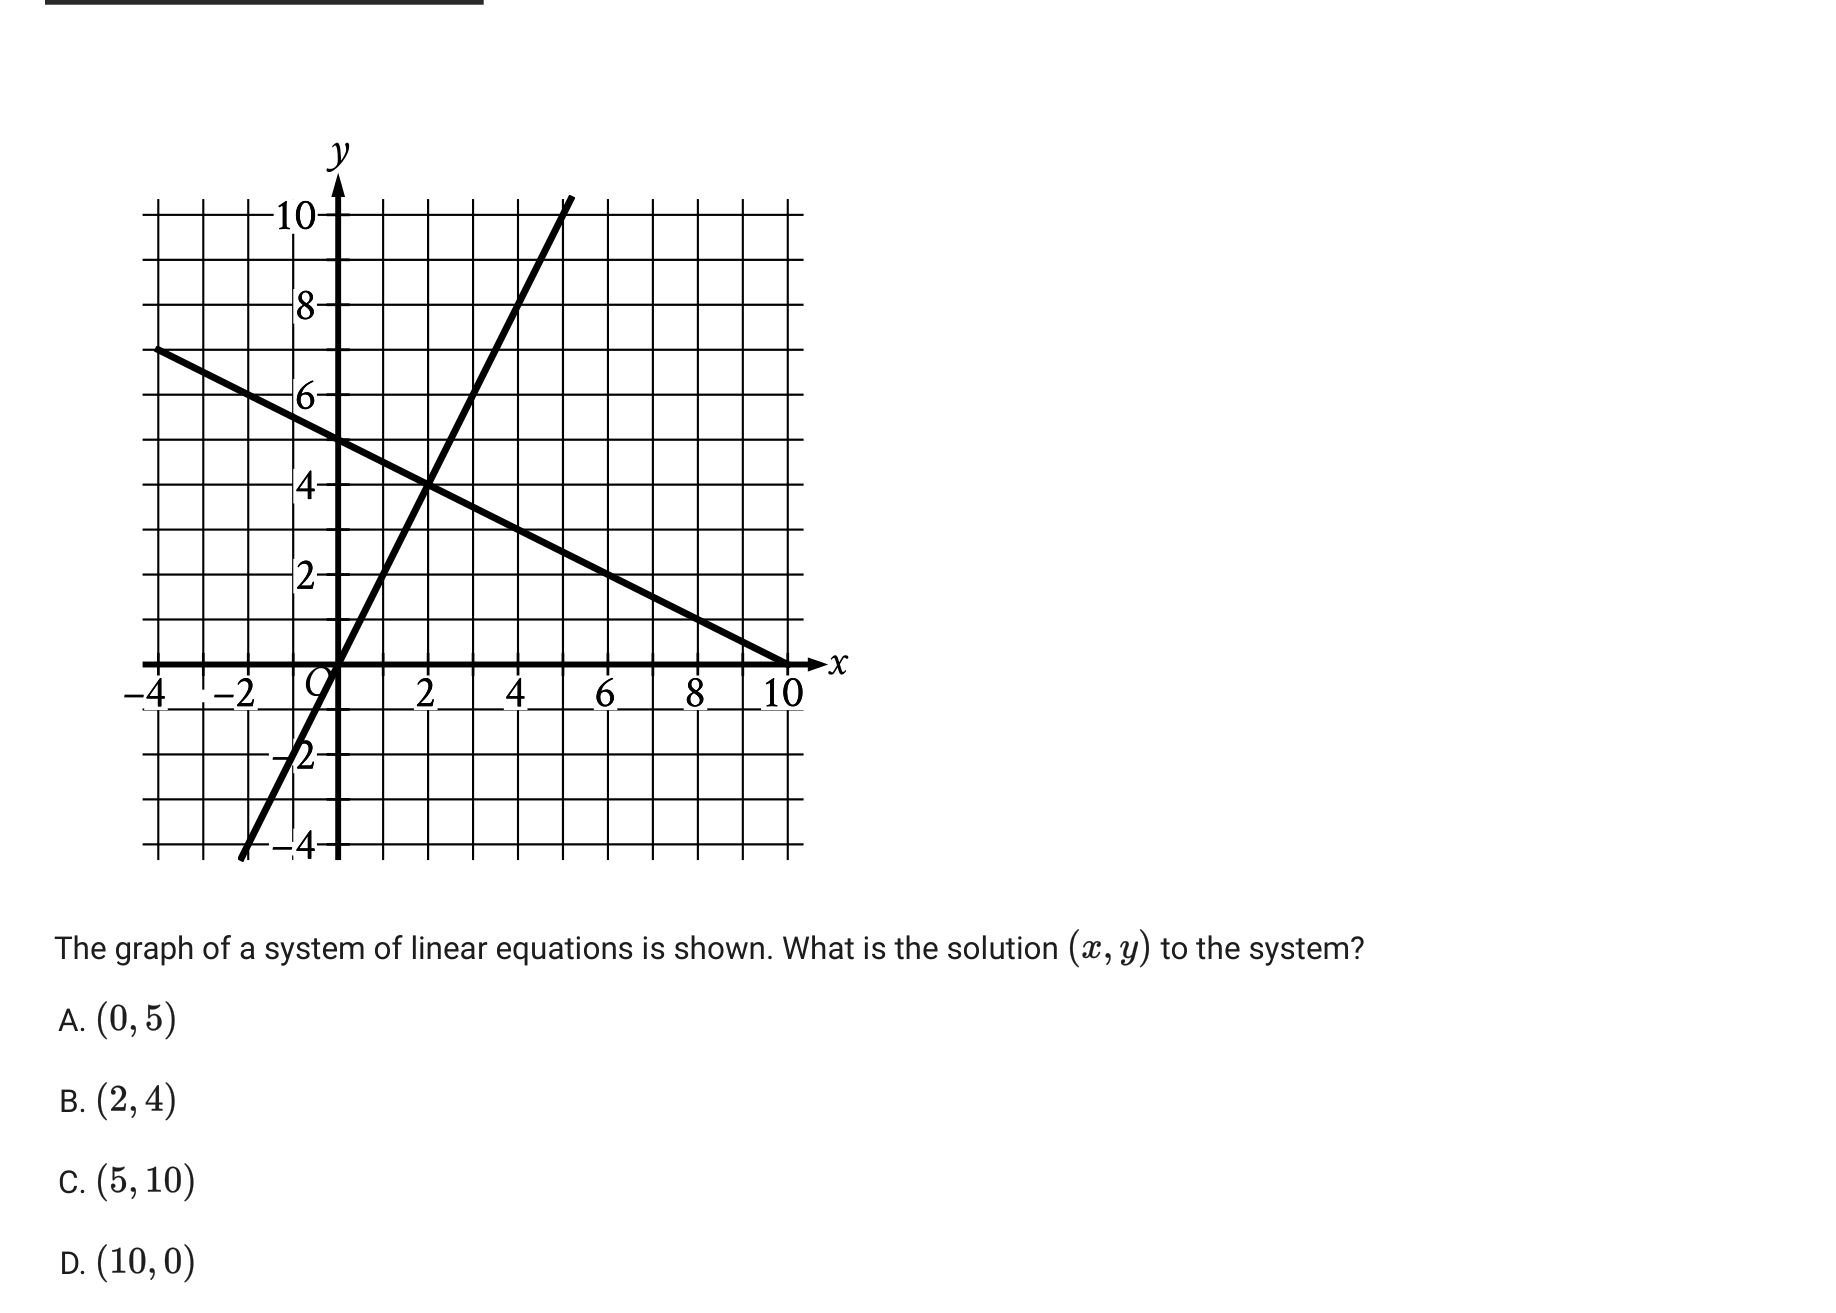 y
10
8
6
4
2
O
x
−4 −2 2 4 6 8 10
−2
−4
The graph of a system of linear equations is shown. What is the solution (x, y) to the system?
A. (0, 5)
B. (2, 4)
C. (5, 10)
D. (10, 0)